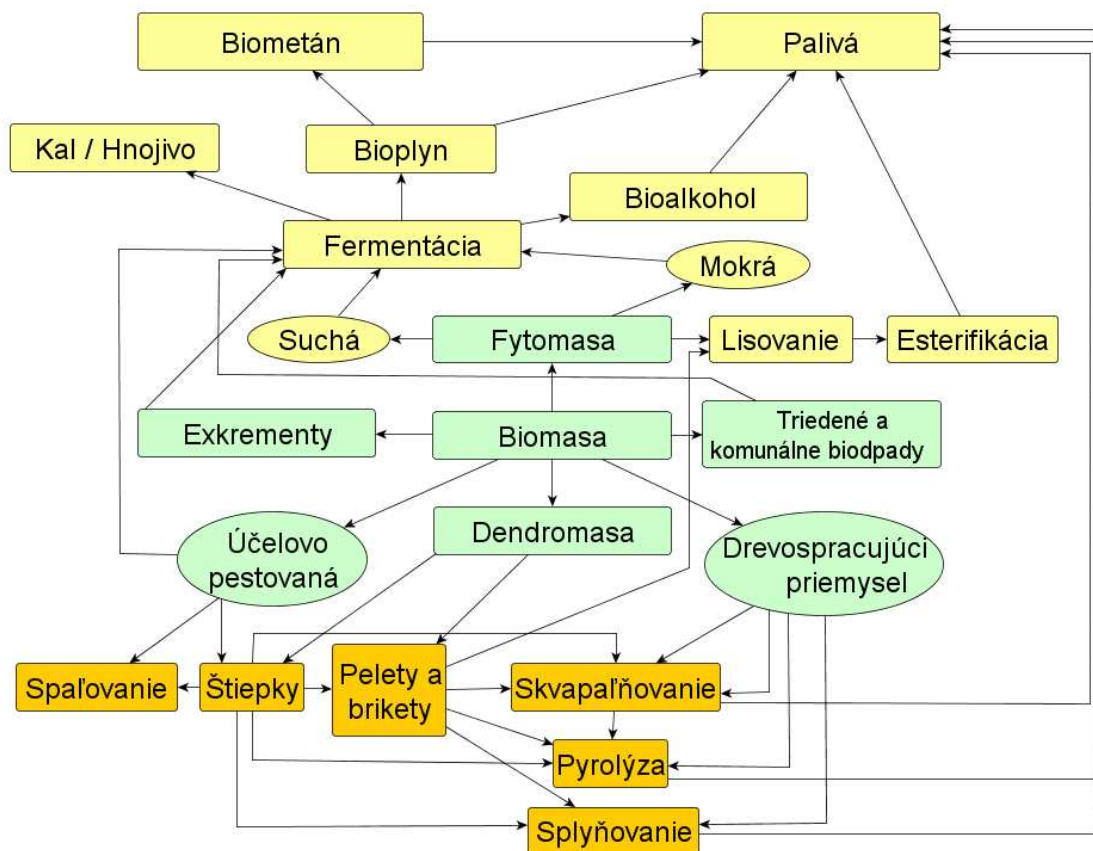 Biometán
Palivá
Kal / Hnojivo
Bioplyn
Bioalkohol
Fermentácia
Mokrá
Suchá
Fytomasa
Lisovanie
Esterifikácia
Exkrementy
Biomasa
Triedené a
komunálne biodpady
Účelovo
pestovaná
Dendromasa
Drevospracujúci
priemysel
Spaľovanie
Štiepky
Pelety a
brikety
Skvapaľňovanie
Pyrolýza
Splyňovanie